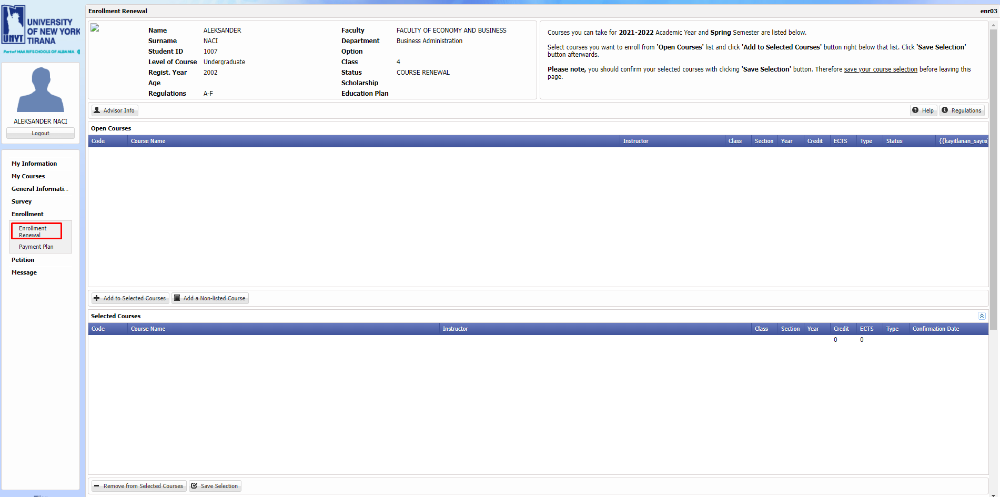 UNIVERSITY
OF NEW YORK
TIRANA
UNYT
Part of MAARIF SCHOOLS OF ALBANIA
ALEKSANDER NACI
Logout
My Information
My Courses
General Informati...
Survey
Enrollment
Enrollment
Renewal
Payment Plan
Petition
Message
Enrollment Renewal
enr03
Name ALEKSANDER
Surname NACI
Student ID 1007
Level of Course Undergraduate
Regist. Year 2002
Age
Regulations A-F
Faculty FACULTY OF ECONOMY AND BUSINESS
Department Business Administration
Option
Class 4
Status COURSE RENEWAL
Scholarship
Education Plan
Courses you can take for 2021-2022 Academic Year and Spring Semester are listed below.
Select courses you want to enroll from 'Open Courses' list and click 'Add to Selected Courses' button right below that list. Click 'Save Selection'
button afterwards.
Please note, you should confirm your selected courses with clicking 'Save Selection' button. Therefore save your course selection before leaving this
page.
Advisor Info
Help
Regulations
Open Courses
Code Course Name Instructor Class Section Year Credit ECTS Type Status {{kayitlanan_sayisi
Add to Selected Courses
Add a Non-listed Course
Selected Courses
Code Course Name Instructor Class Section Year Credit ECTS Type Confirmation Date
0 0
Remove from Selected Courses
Save Selection